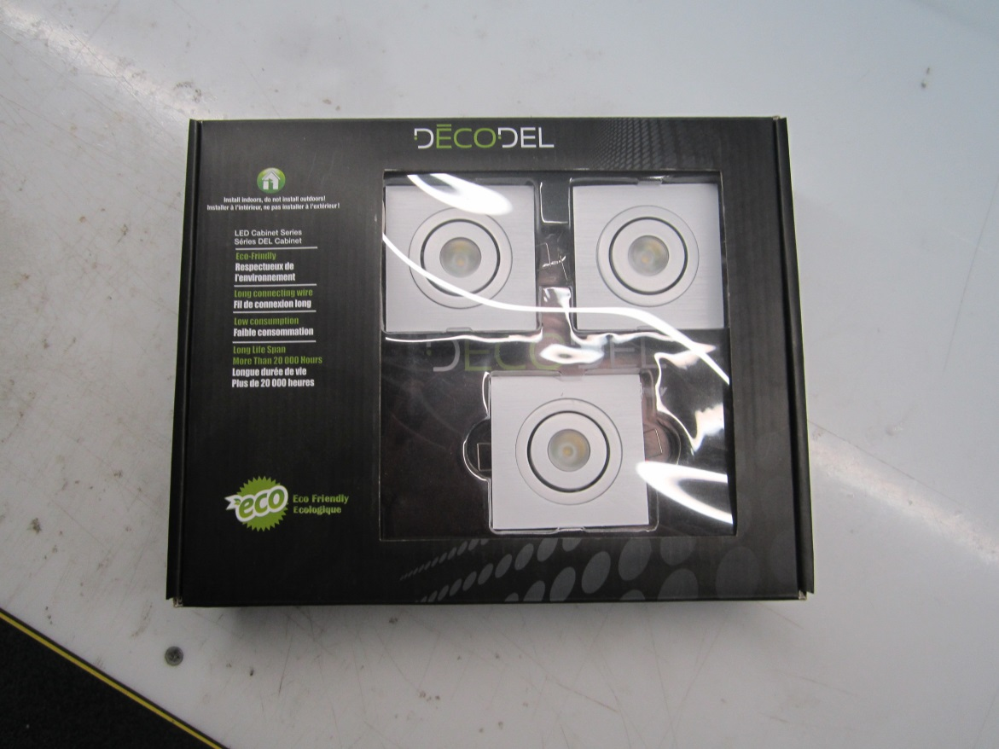 DĒCODEL
Install indoors, do not install outdoors!
Installer à l'intérieur, ne pas installer à l'extérieur!
LED Cabinet Series
Séries DEL Cabinet
Eco-Frindly
Respectueux de
l'environnement
Long connecting wire
Fil de connexion long
Low consumption
Faible consommation
Long Life Span
More Than 20 000 Hours
Longue durée de vie
Plus de 20 000 heures
DĒCODEL
eco
Eco Friendly
Ecologique